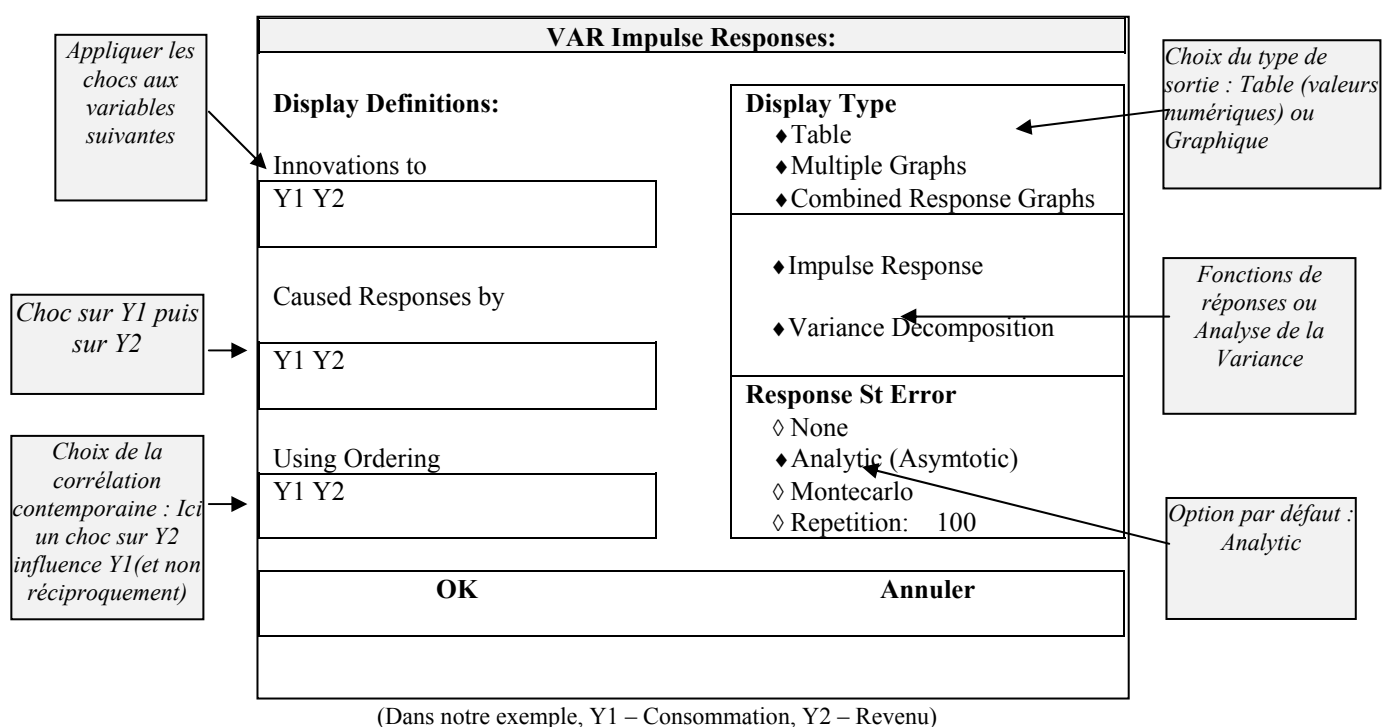 VAR Impulse Responses:
Appliquer les
chocs aux
variables
suivantes
Display Definitions:
Innovations to
Y1 Y2
Choc sur Y1 puis
sur Y2
Caused Responses by
Y1 Y2
Choix de la
corrélation
contemporaine : Ici
un choc sur Y2
influence Y1(et non
réciproquement)
Using Ordering
Y1 Y2
Display Type
♦Table
♦Multiple Graphs
♦Combined Response Graphs
Choix du type de
sortie : Table (valeurs
numériques) ou
Graphique
♦Impulse Response
♦Variance Decomposition
Fonctions de
réponses ou
Analyse de la
Variance
Response St Error
◊ None
♦Analytic (Asymtotic)
◊ Montecarlo
◊ Repetition: 100
Option par défaut :
Analytic
OK Annuler
(Dans notre exemple, Y1 – Consommation, Y2 – Revenu)